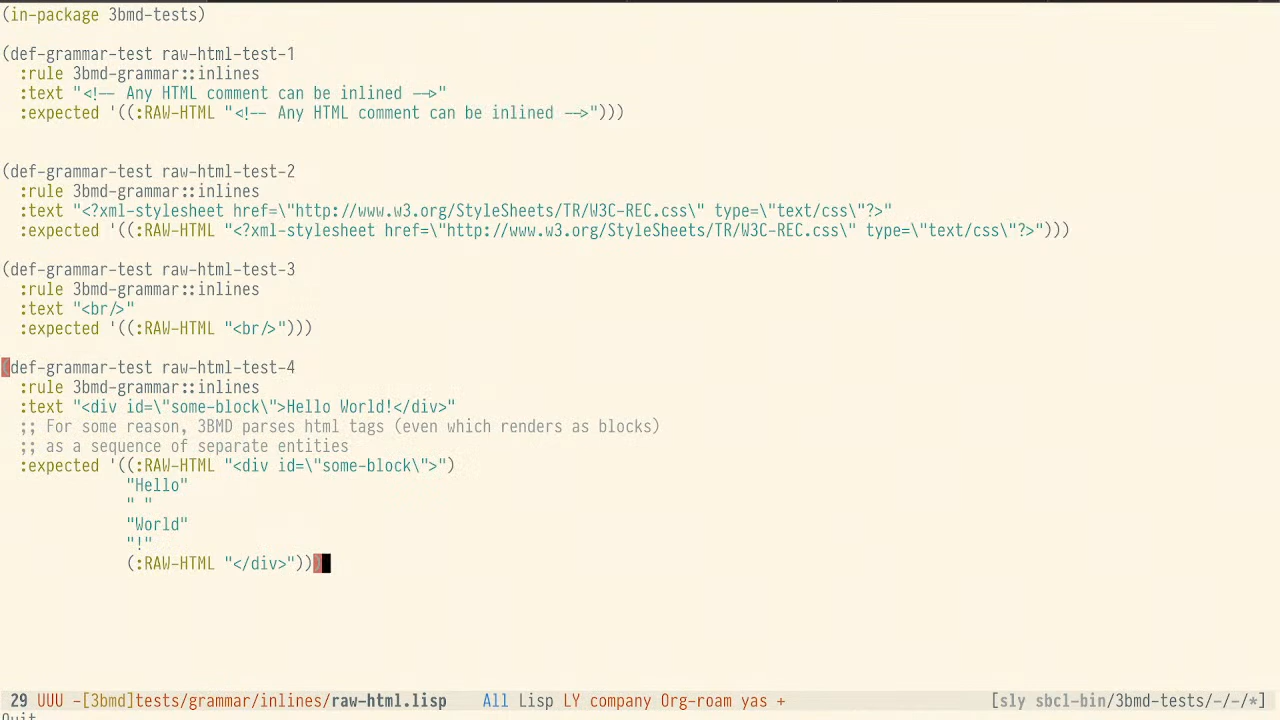 (in-package 3bmd-tests)

(def-grammar-test raw-html-test-1
  :rule 3bmd-grammar::inlines
  :text "<!-- Any HTML comment can be inlined -->"
  :expected '((:RAW-HTML "<!-- Any HTML comment can be inlined -->")))

(def-grammar-test raw-html-test-2
  :rule 3bmd-grammar::inlines
  :text "<?xml-stylesheet href=\"http://www.w3.org/StyleSheets/TR/W3C-REC.css\" type=\"text/css\"?>"
  :expected '((:RAW-HTML "<?xml-stylesheet href=\"http://www.w3.org/StyleSheets/TR/W3C-REC.css\" type=\"text/css\"?>")))

(def-grammar-test raw-html-test-3
  :rule 3bmd-grammar::inlines
  :text "<br/>"
  :expected '((:RAW-HTML "<br/>")))

(def-grammar-test raw-html-test-4
  :rule 3bmd-grammar::inlines
  :text "<div id=\"some-block\">Hello World!</div>"
  ;; For some reason, 3BMD parses html tags (even which renders as blocks)
  ;; as a sequence of separate entities
  :expected '((:RAW-HTML "<div id=\"some-block\">")
              "Hello"
              " "
              "World"
              "!"
              (:RAW-HTML "</div>")))
29 UUU -[3bmd]tests/grammar/inlines/raw-html.lisp    All Lisp LY company Org-roam yas +    [sly sbcl-bin/3bmd-tests/-/-/*]
Quit